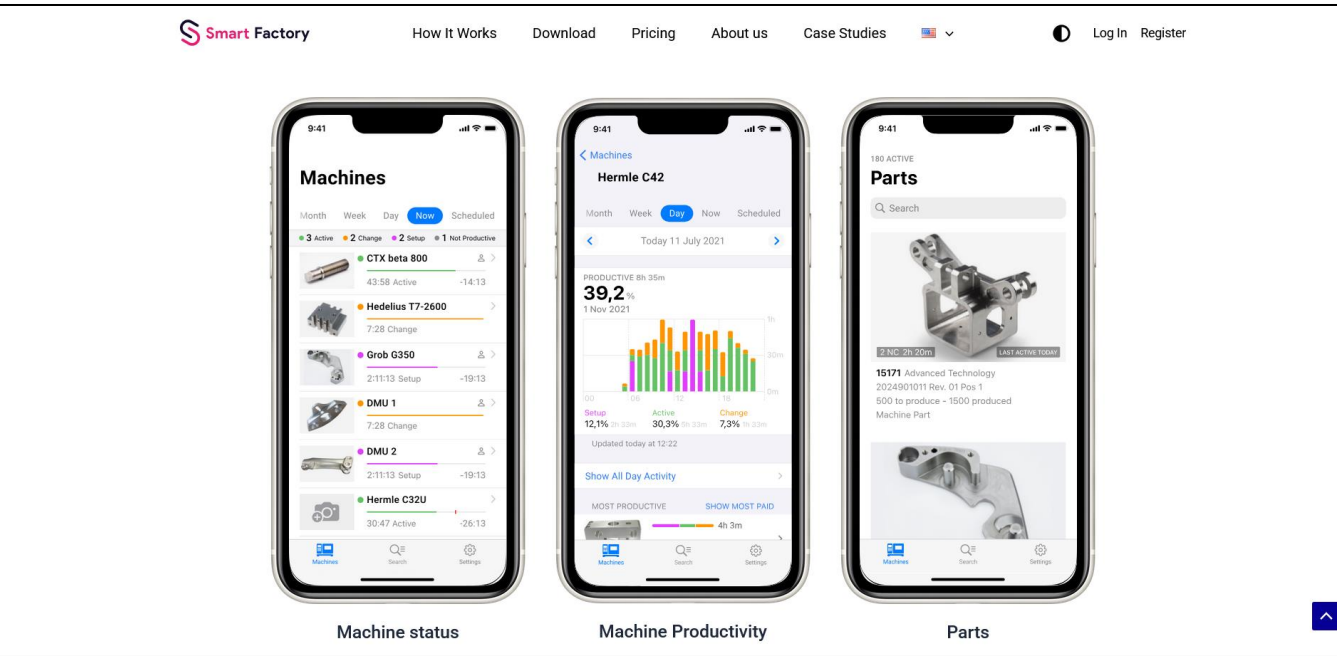 Smart Factory
How It Works
Download
Pricing
About us
Case Studies
Log In
Register
9:41
Machines
Month Week Day Now Scheduled
3 Active 2 Change 2 Setup 1 Not Productive
CTX beta 800
43:58 Active -14:13
Hedelius T7-2600
7:28 Change
Grob G350
2:11:13 Setup -19:13
DMU 1
7:28 Change
DMU 2
2:11:13 Setup -19:13
Hermle C32U
30:47 Active -26:13
Machines Search Settings
Machine status
9:41
Machines
Hermle C42
Month Week Day Now Scheduled
Today 11 July 2021
PRODUCTIVE 8h 35m
39,2%
1 Nov 2021
1h
30m
0m
00 06 12 18
Setup Active Change
12,1% 2h 33m 30,3% 6h 33m 7,3% 1h 33m
Updated today at 12:22
Show All Day Activity
MOST PRODUCTIVE SHOW MOST PAID
4h 3m
Machines Search Settings
Machine Productivity
9:41
180 ACTIVE
Parts
Search
2 NC 2h 20m LAST ACTIVE TODAY
15171 Advanced Technology
2024901011 Rev. 01 Pos 1
500 to produce - 1500 produced
Machine Part
Machines Search Settings
Parts